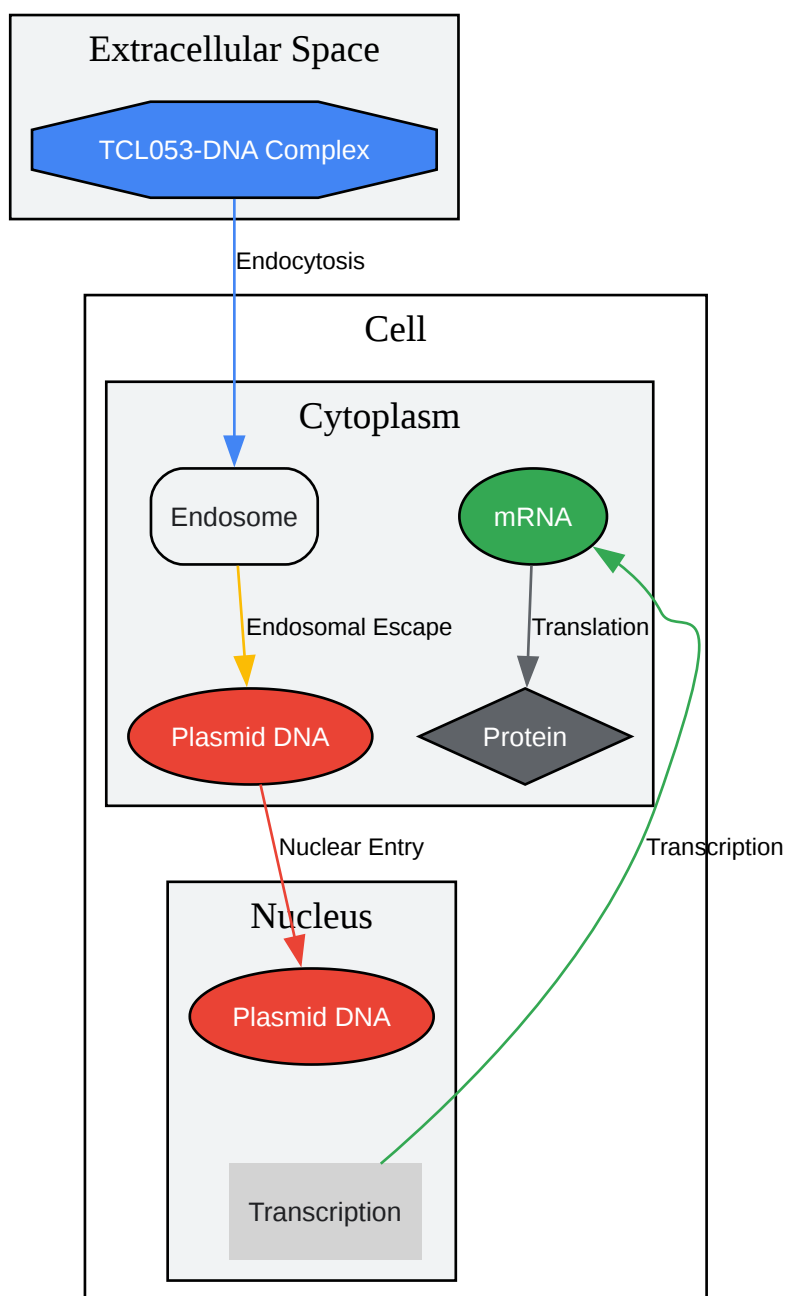 Extracellular Space
TCL053-DNA Complex
Endocytosis
Cell
Cytoplasm
Endosome
mRNA
Endosomal Escape
Translation
Plasmid DNA
Protein
Nuclear Entry
Transcription
Nucleus
Plasmid DNA
Transcription